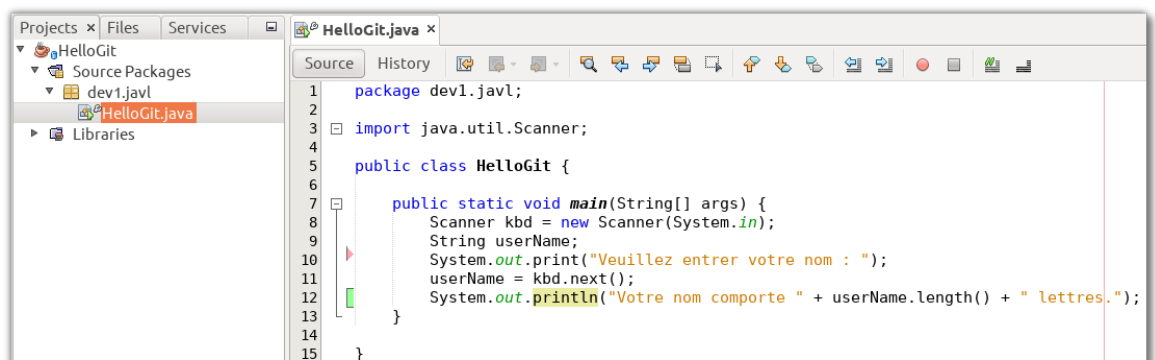 Projects × Files Services
HelloGit
Source Packages
dev1.javl
HelloGit.java
Libraries
HelloGit.java ×
Source History
1 package dev1.javl;
2
3 import java.util.Scanner;
4
5 public class HelloGit {
6
7 public static void main(String[] args) {
8 Scanner kbd = new Scanner(System.in);
9 String userName;
10 System.out.print("Veuillez entrer votre nom : ");
11 userName = kbd.next();
12 System.out.println("Votre nom comporte " + userName.length() + " lettres.");
13 }
14
15 }